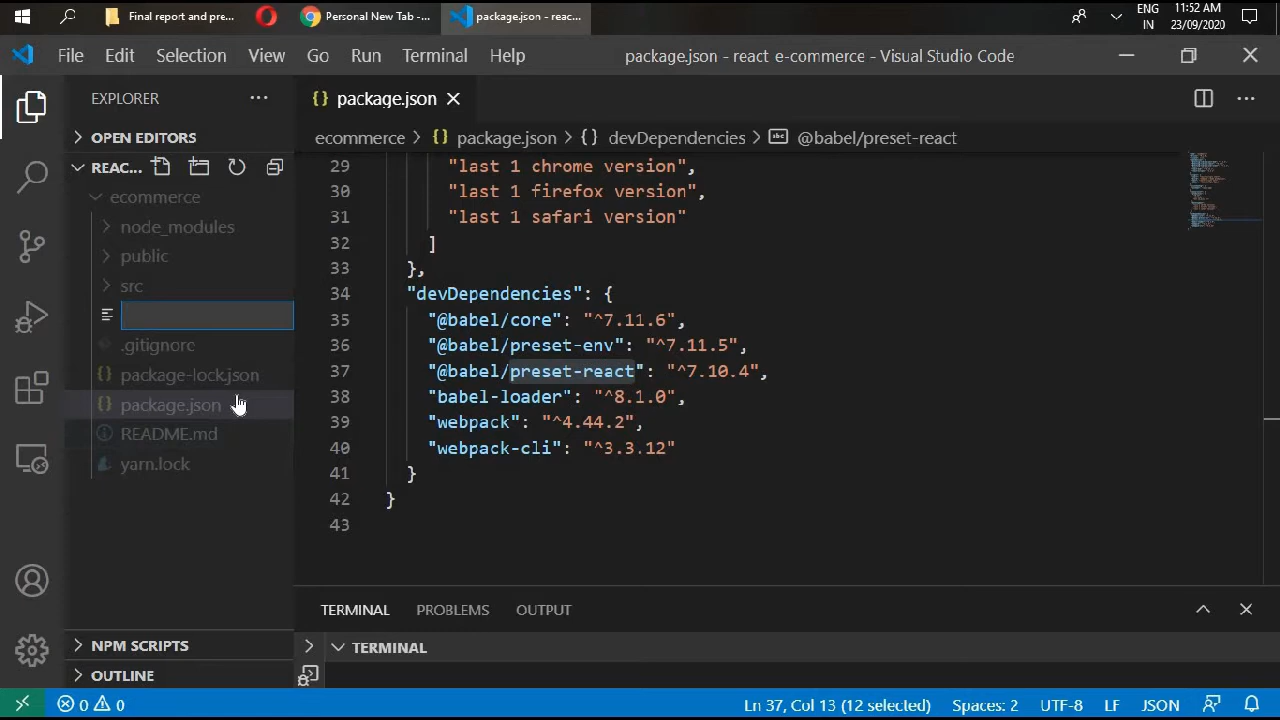 Final report and pre...
Personal New Tab -...
package.json - reac...
ENG
IN
11:52 AM
23/09/2020
File Edit Selection View Go Run Terminal Help
package.json - react e-commerce - Visual Studio Code
EXPLORER
package.json
OPEN EDITORS
ecommerce > {} package.json > {} devDependencies > @babel/preset-react
REAC...
ecommerce
node_modules
public
src
.gitignore
package-lock.json
package.json
README.md
yarn.lock
29 "last 1 chrome version",
30 "last 1 firefox version",
31 "last 1 safari version"
32 ]
33 },
34 "devDependencies": {
35 "@babel/core": "^7.11.6",
36 "@babel/preset-env": "^7.11.5",
37 "@babel/preset-react": "^7.10.4",
38 "babel-loader": "^8.1.0",
39 "webpack": "^4.44.2",
40 "webpack-cli": "^3.3.12"
41 }
42 }
43
TERMINAL PROBLEMS OUTPUT
TERMINAL
NPM SCRIPTS
OUTLINE
0 0
Ln 37, Col 13 (12 selected) Spaces: 2 UTF-8 LF JSON